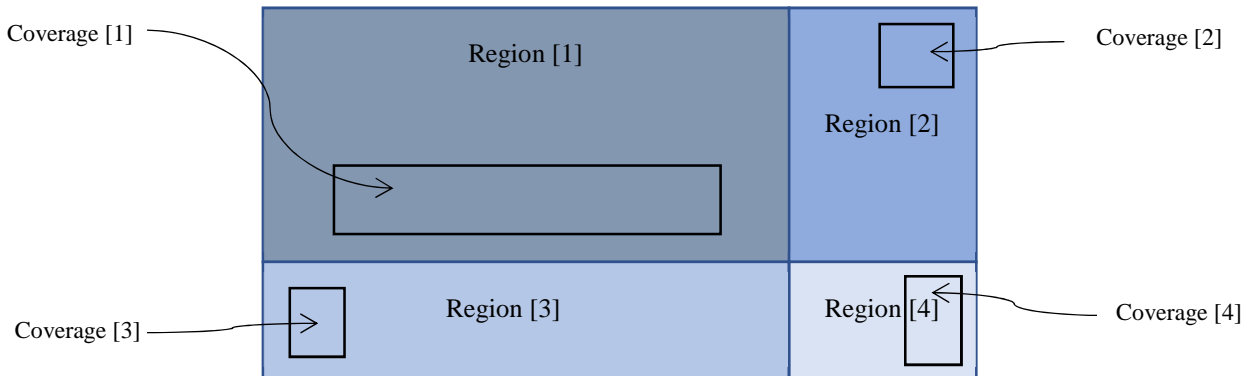 Coverage [1]
Region [1]
Coverage [2]
Region [2]
Coverage [3]
Region [3]
Region [4]
Coverage [4]